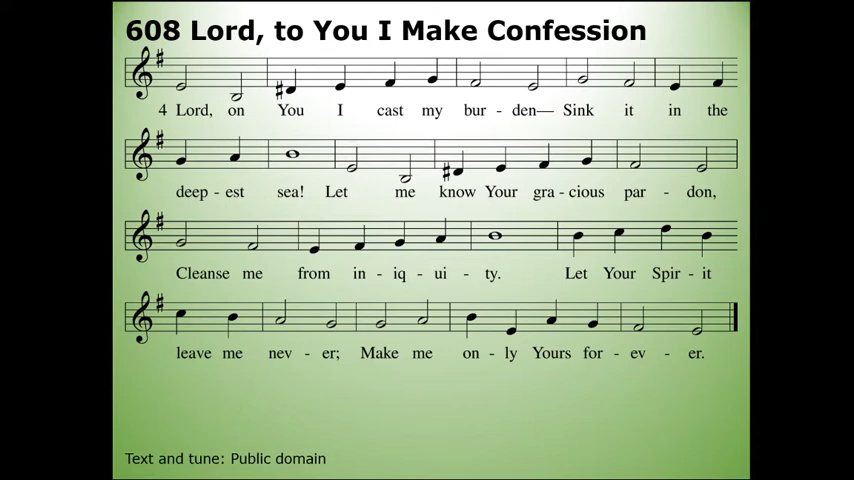 608 Lord, to You I Make Confession
4 Lord, on You I cast my bur - den— Sink it in the
deep - est sea! Let me know Your gra - cious par - don,
Cleanse me from in - iq - ui - ty. Let Your Spir - it
leave me nev - er; Make me on - ly Yours for - ev - er.
Text and tune: Public domain